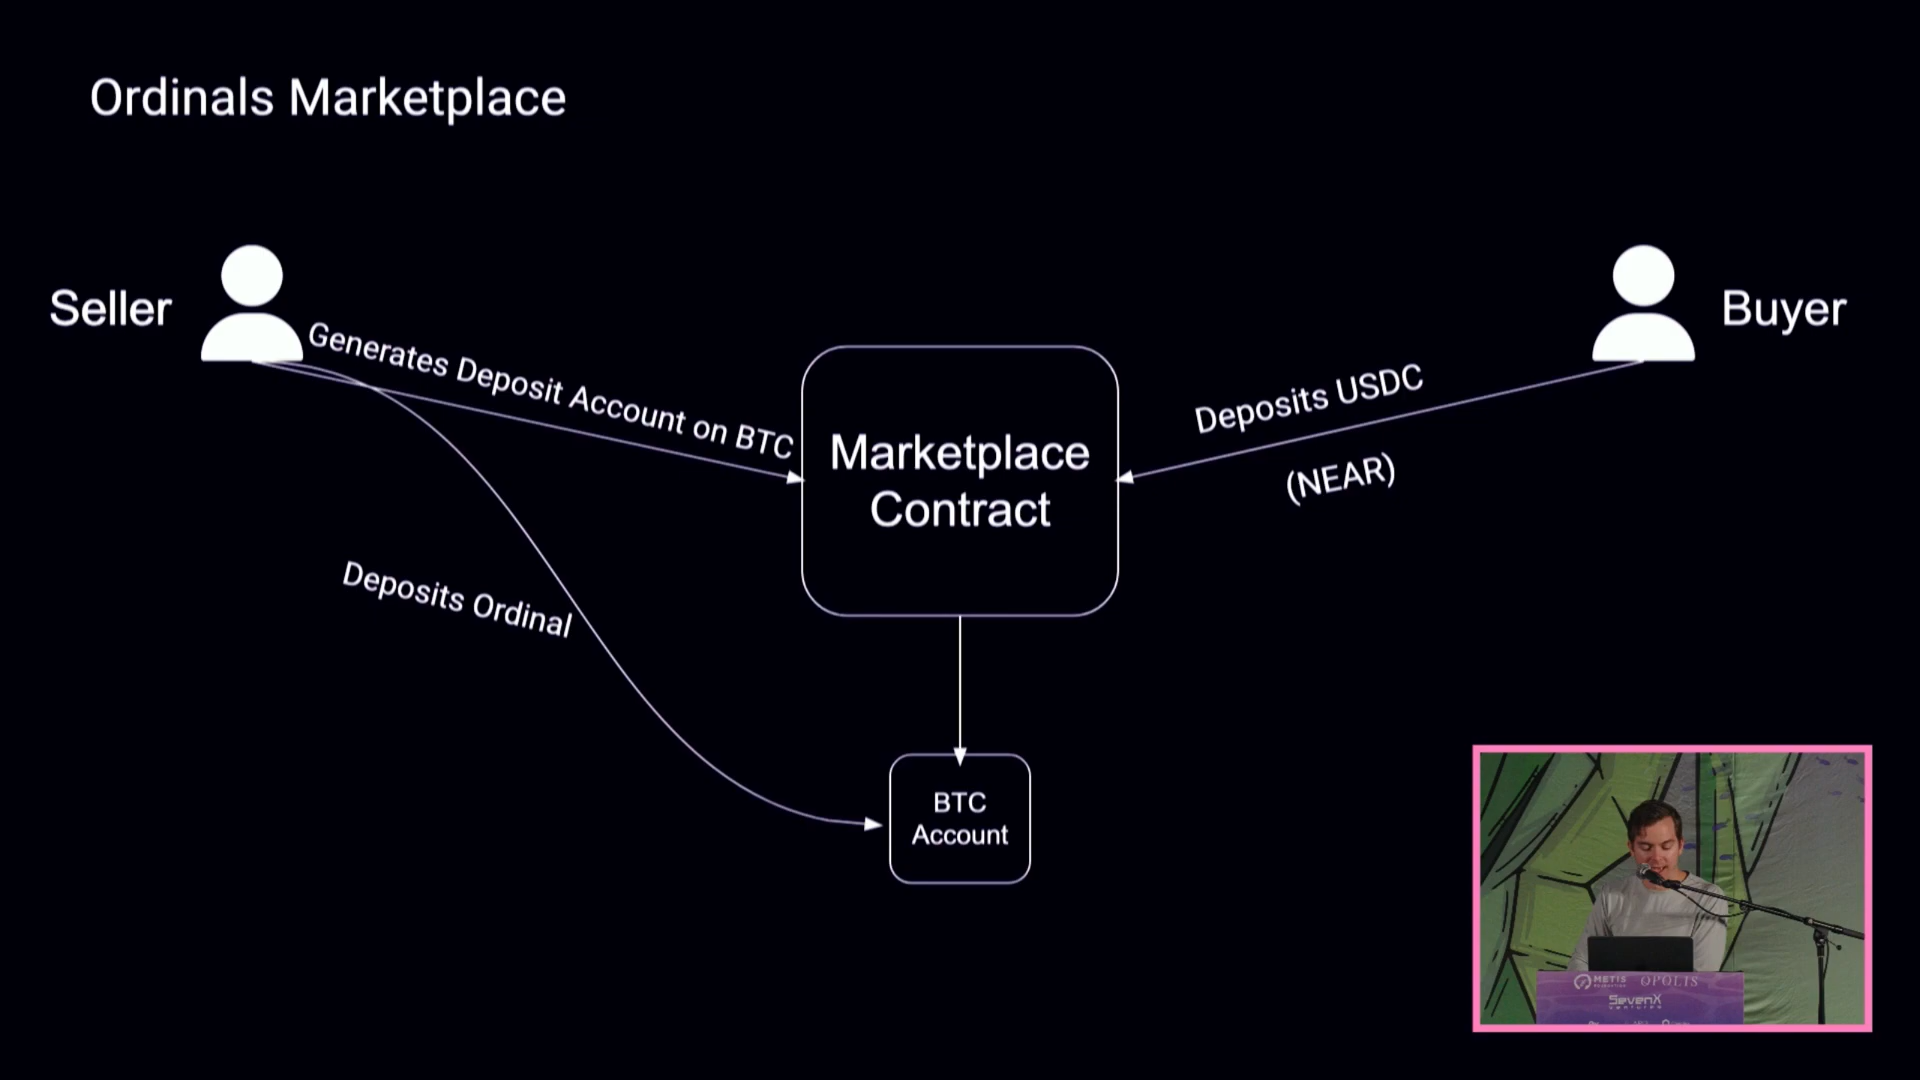 Ordinals Marketplace
Seller
Buyer
Generates Deposit Account on BTC
Deposits USDC
(NEAR)
Marketplace
Contract
Deposits Ordinal
BTC
Account
METIS
OPOLIS
SevenX